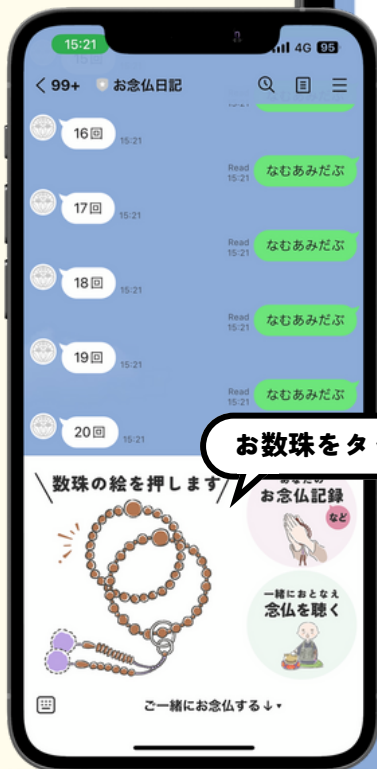 15:21
4G 95
99+ お念仏日記
16回
15:21
Read
15:21
なむあみだぶ
17回
15:21
Read
15:21
なむあみだぶ
18回
15:21
Read
15:21
なむあみだぶ
19回
15:21
Read
15:21
なむあみだぶ
20回
15:21
お数珠をタ
数珠の絵を押します
お念仏記録
など
一緒におとなえ
念仏を聴く
ご一緒にお念仏する↓